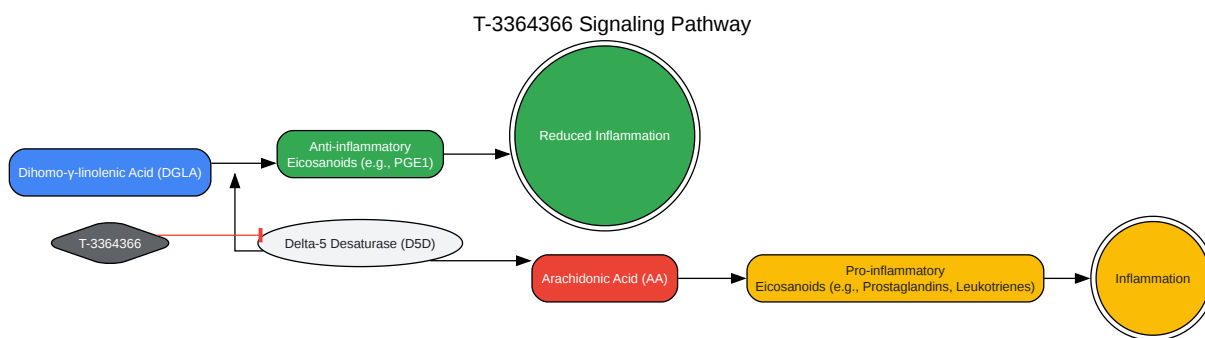 T-3364366 Signaling Pathway
Reduced Inflammation
Anti-inflammatory
Eicosanoids (e.g., PGE1)
Dihomo-γ-linolenic Acid (DGLA)
T-3364366
Delta-5 Desaturase (D5D)
Arachidonic Acid (AA)
Pro-inflammatory
Eicosanoids (e.g., Prostaglandins, Leukotrienes)
Inflammation